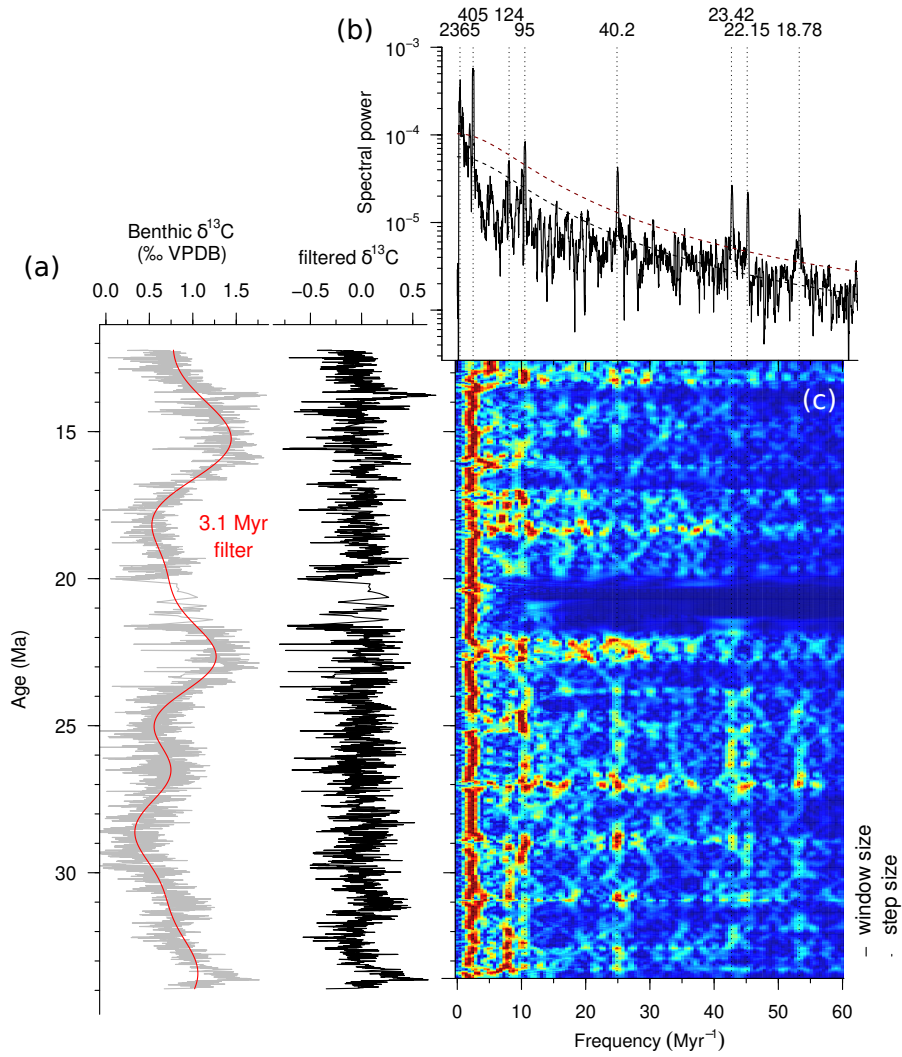 (b)
405 124 23.42
2365 95 40.2 22.15 18.78
10⁻³
10⁻⁴
10⁻⁵
Spectral power
(a)
Benthic δ¹³C
(‰ VPDB)
0.0 0.5 1.0 1.5
filtered δ¹³C
−0.5 0.0 0.5
3.1 Myr
filter
15
20
25
30
Age (Ma)
(c)
0 10 20 30 40 50 60
Frequency (Myr⁻¹)
– window size
- step size